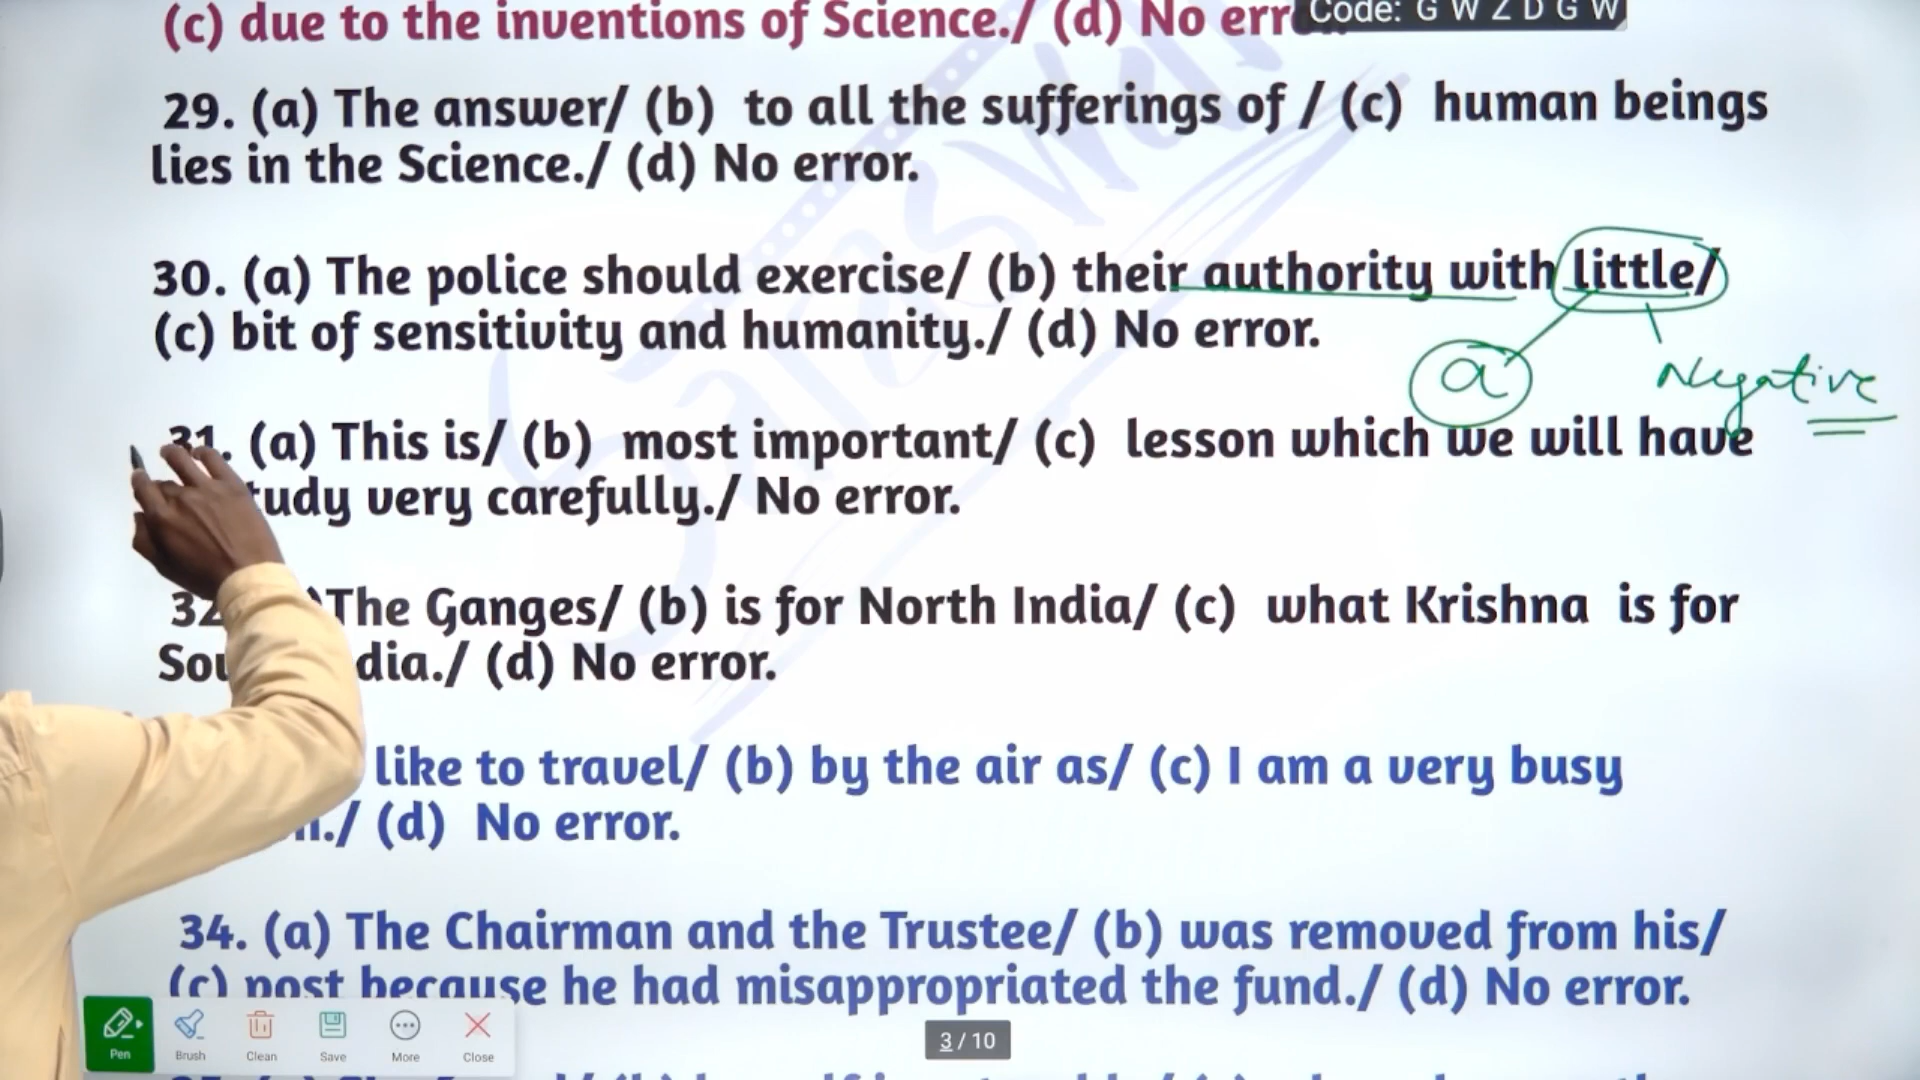 (c) due to the inventions of Science./ (d) No
Code: G W Z D G W
29. (a) The answer/ (b) to all the sufferings of / (c) human beings
lies in the Science./ (d) No error.
30. (a) The police should exercise/ (b) their authority with little/
(c) bit of sensitivity and humanity./ (d) No error.
a
Negative
31. (a) This is/ (b) most important/ (c) lesson which we will have
very carefully./ No error.
The Ganges/ (b) is for North India/ (c) what Krishna is for
(d) No error.
like to travel/ (b) by the air as/ (c) I am a very busy
(d) No error.
34. (a) The Chairman and the Trustee/ (b) was removed from his/
(c) post because he had misappropriated the fund./ (d) No error.
Pen Brush Clean Save More Close
3 / 10
Saraswati